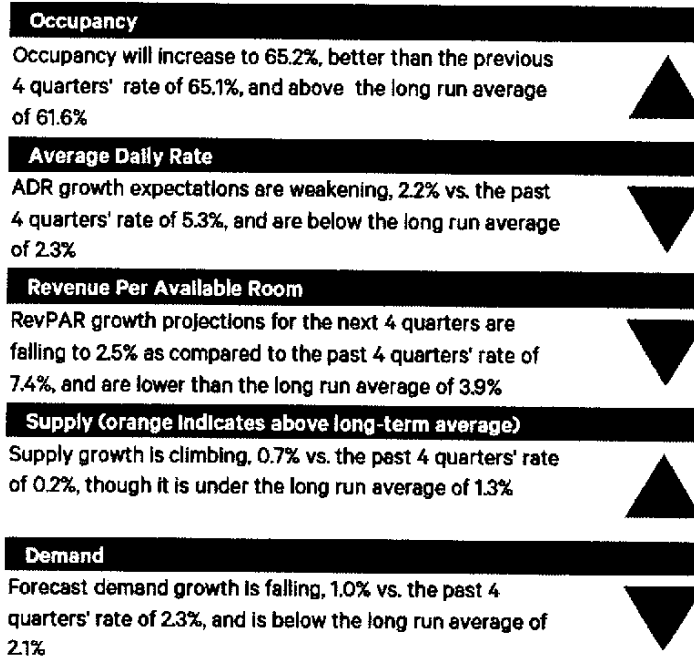 Occupancy
Occupancy will increase to 65.2%, better than the previous
4 quarters' rate of 65.1%, and above the long run average
of 61.6%
Average Daily Rate
ADR growth expectations are weakening, 2.2% vs. the past
4 quarters' rate of 5.3%, and are below the long run average
of 2.3%
Revenue Per Available Room
RevPAR growth projections for the next 4 quarters are
falling to 2.5% as compared to the past 4 quarters' rate of
7.4%, and are lower than the long run average of 3.9%
Supply (orange indicates above long-term average)
Supply growth is climbing, 0.7% vs. the past 4 quarters' rate
of 0.2%, though it is under the long run average of 1.3%
Demand
Forecast demand growth is falling, 1.0% vs. the past 4
quarters' rate of 2.3%, and is below the long run average of
2.1%